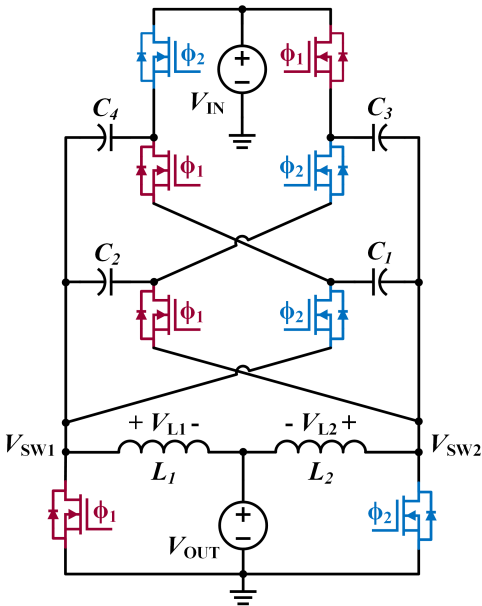 ϕ2 + − ϕ1
VIN
C4 C3
ϕ1 ϕ2
C2 C1
ϕ1 ϕ2
+ VL1 - - VL2 +
VSW1 VSW2
L1 L2
ϕ1 + − ϕ2
VOUT